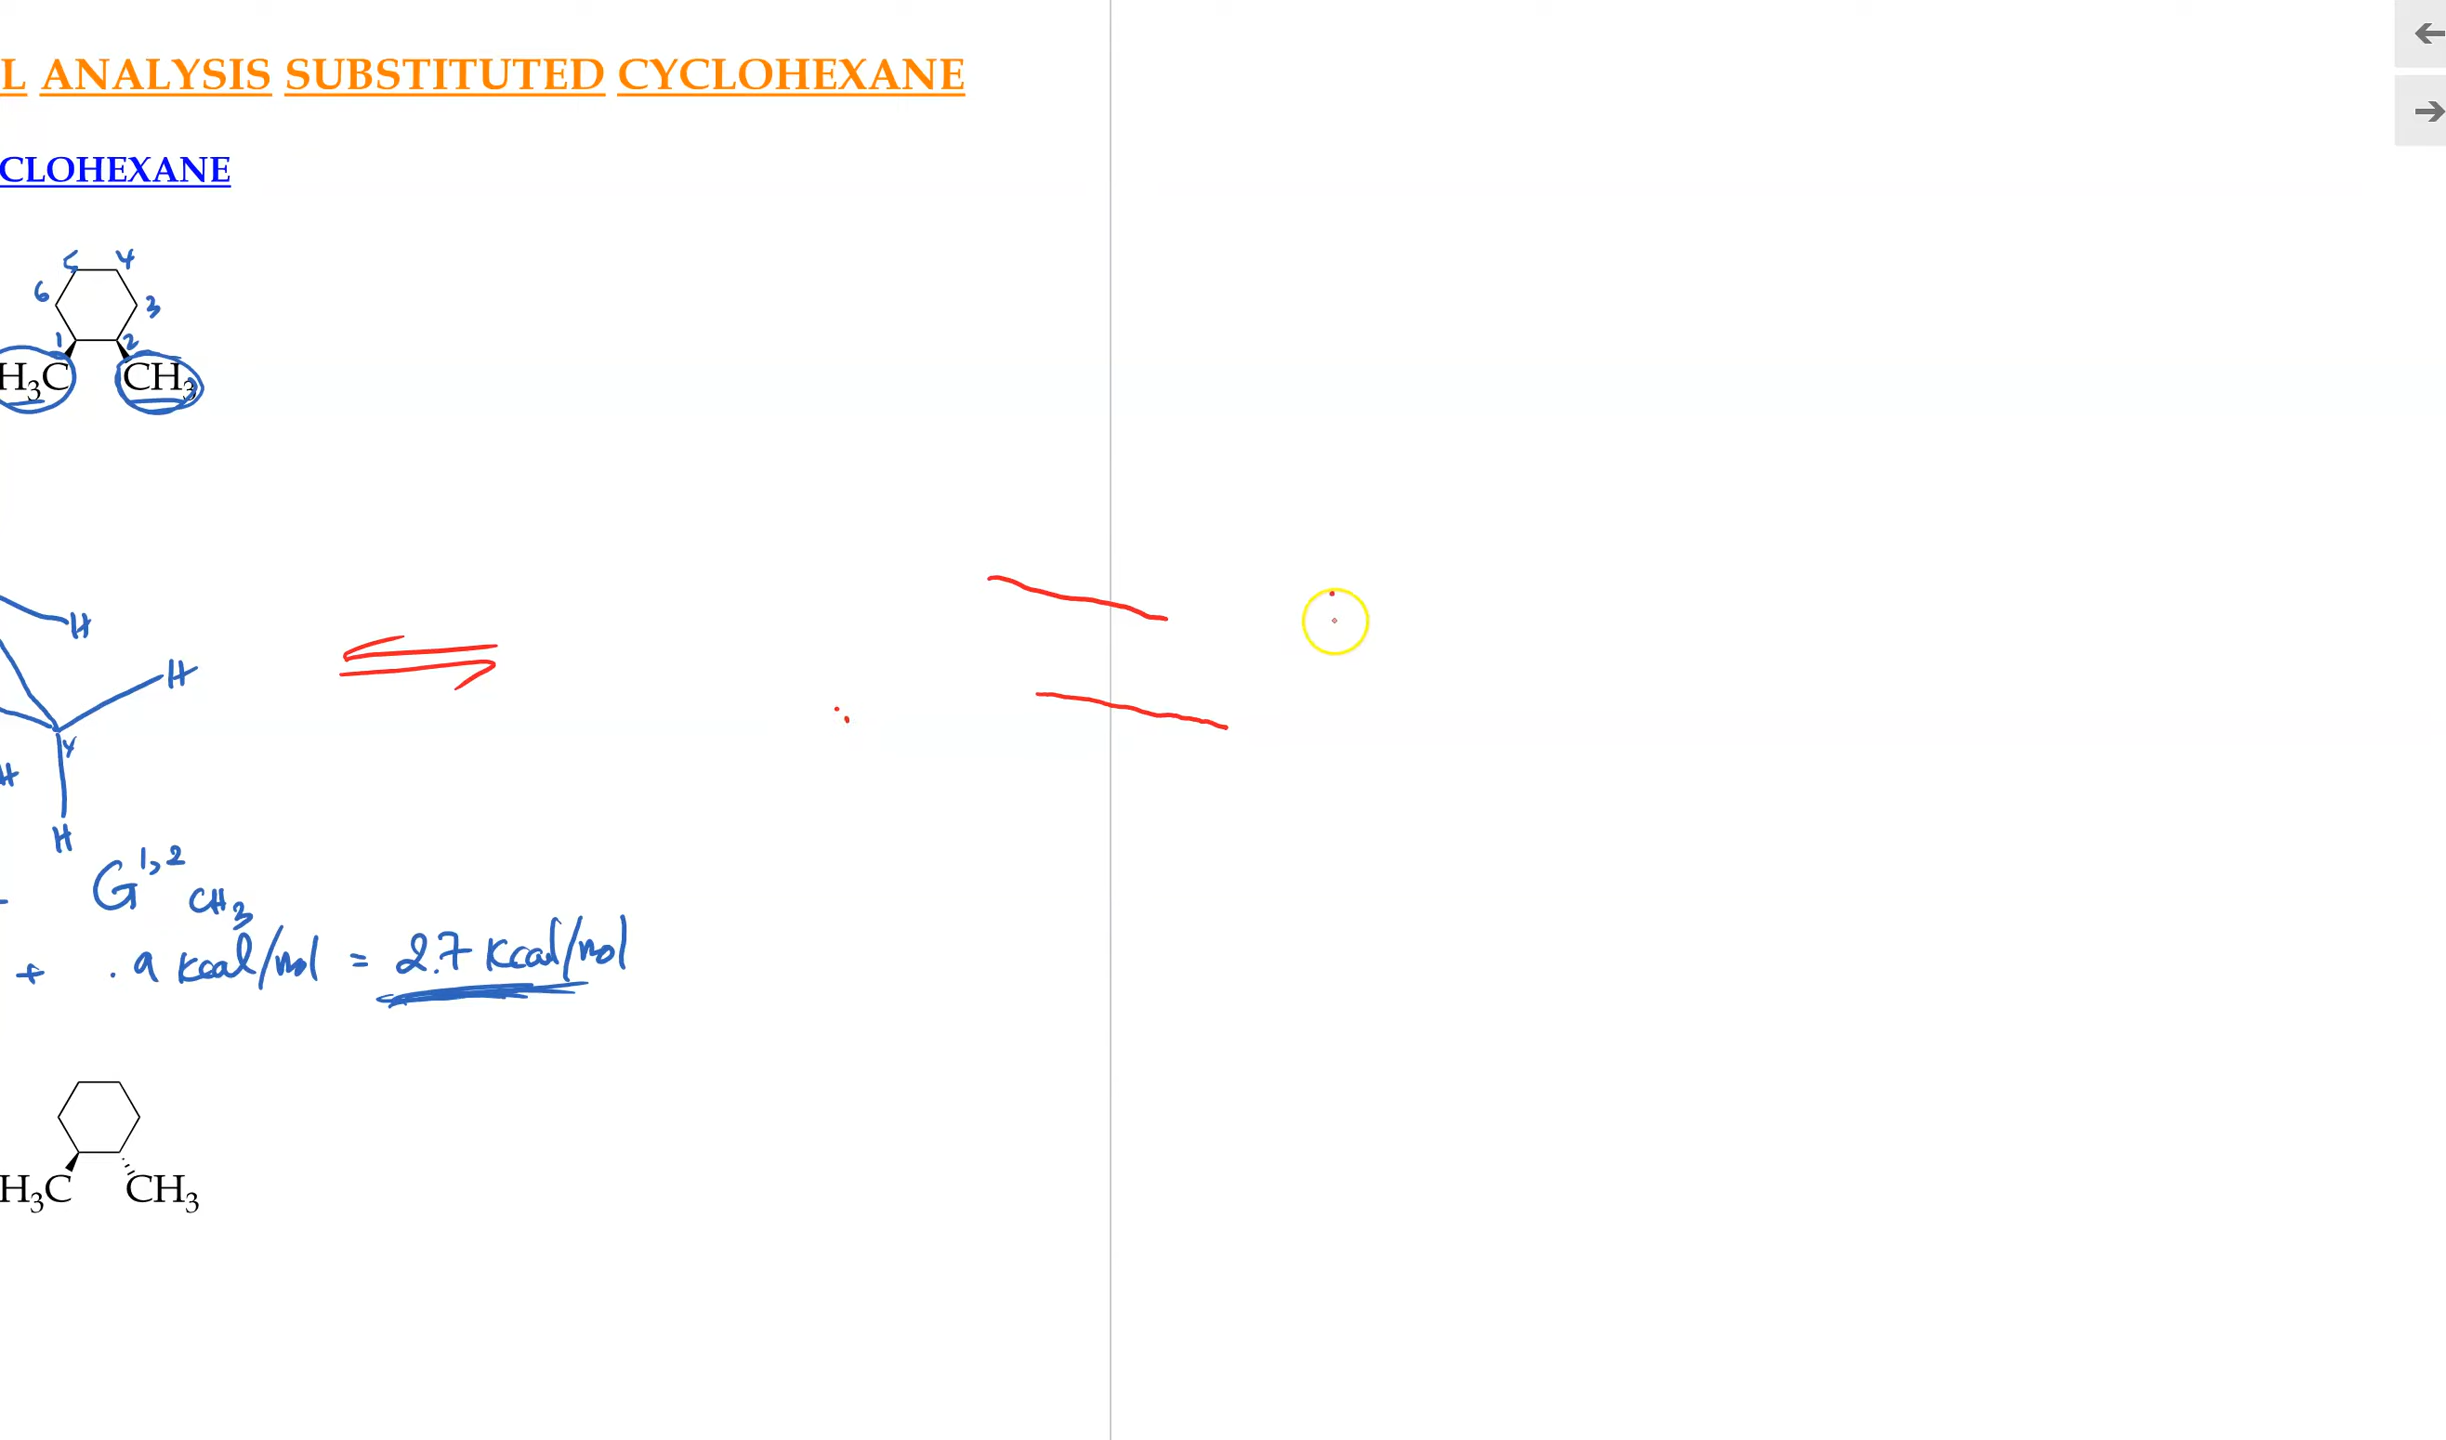 L ANALYSIS SUBSTITUTED CYCLOHEXANE
CLOHEXANE
5 4
6 3
1 2
H₃C CH₃
H
H
4
H
H
G^1,2 CH₃
+ .9 kcal/mol = 2.7 kcal/mol
H₃C CH₃